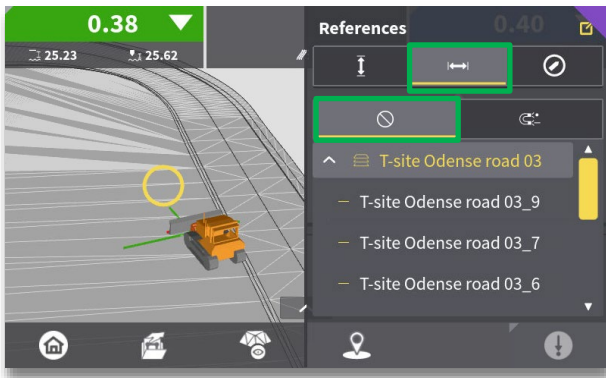 0.38
25.23 25.62
References
0.40
T-site Odense road 03
T-site Odense road 03_9
T-site Odense road 03_7
T-site Odense road 03_6